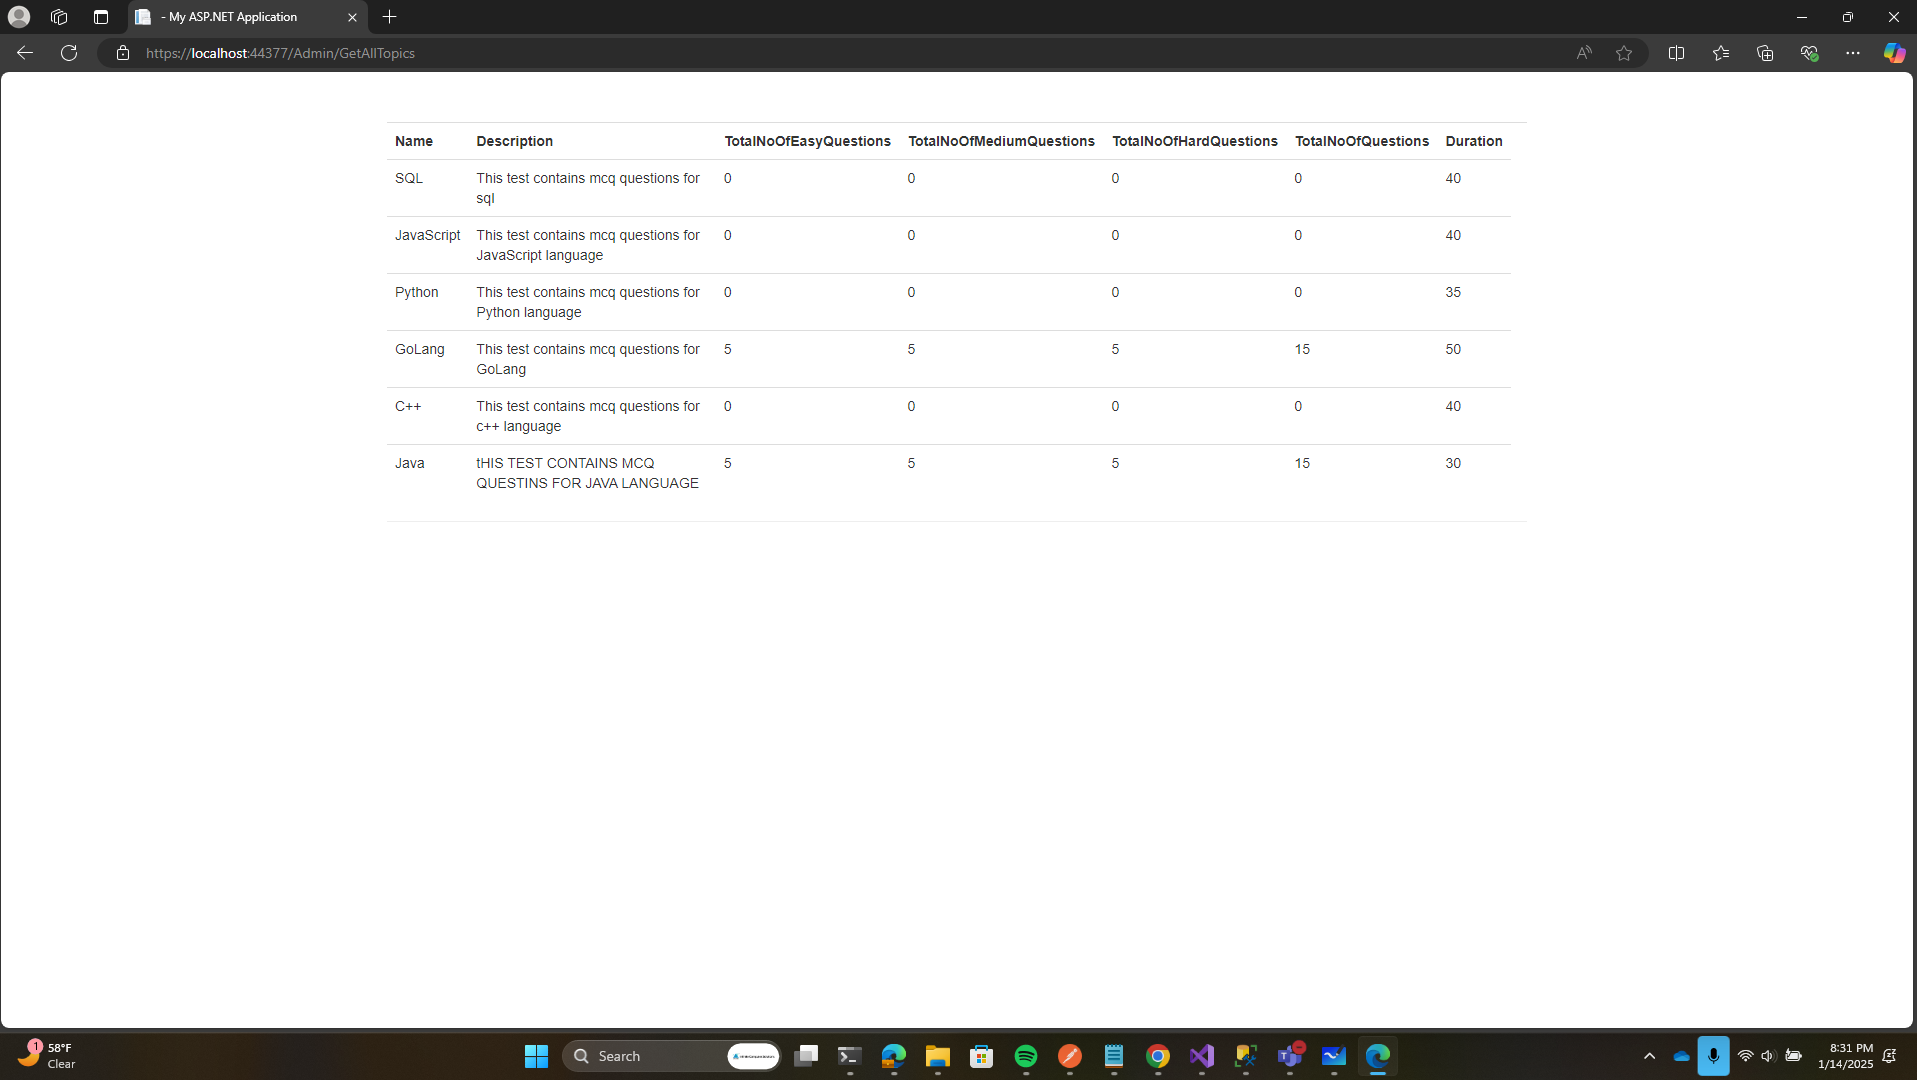 - My ASP.NET Application
https://localhost:44377/Admin/GetAllTopics
Name Description TotalNoOfEasyQuestions TotalNoOfMediumQuestions TotalNoOfHardQuestions TotalNoOfQuestions Duration
SQL This test contains mcq questions for 0 0 0 0 40
sql
JavaScript This test contains mcq questions for 0 0 0 0 40
JavaScript language
Python This test contains mcq questions for 0 0 0 0 35
Python language
GoLang This test contains mcq questions for 5 5 5 15 50
GoLang
C++ This test contains mcq questions for 0 0 0 0 40
c++ language
Java tHIS TEST CONTAINS MCQ 5 5 5 15 30
QUESTINS FOR JAVA LANGUAGE
1
58°F
Clear
Search
8:31 PM
1/14/2025